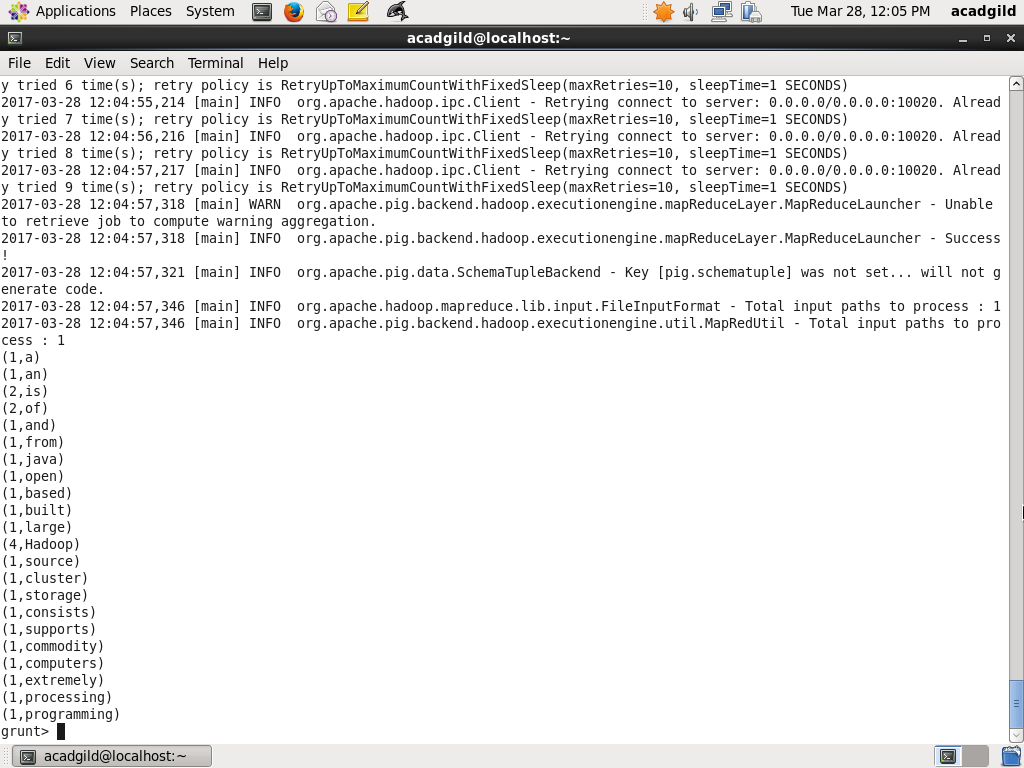 Applications Places System Tue Mar 28, 12:05 PM acadgild
acadgild@localhost:~
File Edit View Search Terminal Help
y tried 6 time(s); retry policy is RetryUpToMaximumCountWithFixedSleep(maxRetries=10, sleepTime=1 SECONDS)
2017-03-28 12:04:55,214 [main] INFO  org.apache.hadoop.ipc.Client - Retrying connect to server: 0.0.0.0/0.0.0.0:10020. Alread
y tried 7 time(s); retry policy is RetryUpToMaximumCountWithFixedSleep(maxRetries=10, sleepTime=1 SECONDS)
2017-03-28 12:04:56,216 [main] INFO  org.apache.hadoop.ipc.Client - Retrying connect to server: 0.0.0.0/0.0.0.0:10020. Alread
y tried 8 time(s); retry policy is RetryUpToMaximumCountWithFixedSleep(maxRetries=10, sleepTime=1 SECONDS)
2017-03-28 12:04:57,217 [main] INFO  org.apache.hadoop.ipc.Client - Retrying connect to server: 0.0.0.0/0.0.0.0:10020. Alread
y tried 9 time(s); retry policy is RetryUpToMaximumCountWithFixedSleep(maxRetries=10, sleepTime=1 SECONDS)
2017-03-28 12:04:57,318 [main] WARN  org.apache.pig.backend.hadoop.executionengine.mapReduceLayer.MapReduceLauncher - Unable
to retrieve job to compute warning aggregation.
2017-03-28 12:04:57,318 [main] INFO  org.apache.pig.backend.hadoop.executionengine.mapReduceLayer.MapReduceLauncher - Success
!
2017-03-28 12:04:57,321 [main] INFO  org.apache.pig.data.SchemaTupleBackend - Key [pig.schematuple] was not set... will not g
enerate code.
2017-03-28 12:04:57,346 [main] INFO  org.apache.hadoop.mapreduce.lib.input.FileInputFormat - Total input paths to process : 1
2017-03-28 12:04:57,346 [main] INFO  org.apache.pig.backend.hadoop.executionengine.util.MapRedUtil - Total input paths to pro
cess : 1
(1,a)
(1,an)
(2,is)
(2,of)
(1,and)
(1,from)
(1,java)
(1,open)
(1,based)
(1,built)
(1,large)
(4,Hadoop)
(1,source)
(1,cluster)
(1,storage)
(1,consists)
(1,supports)
(1,commodity)
(1,computers)
(1,extremely)
(1,processing)
(1,programming)
grunt>
acadgild@localhost:~